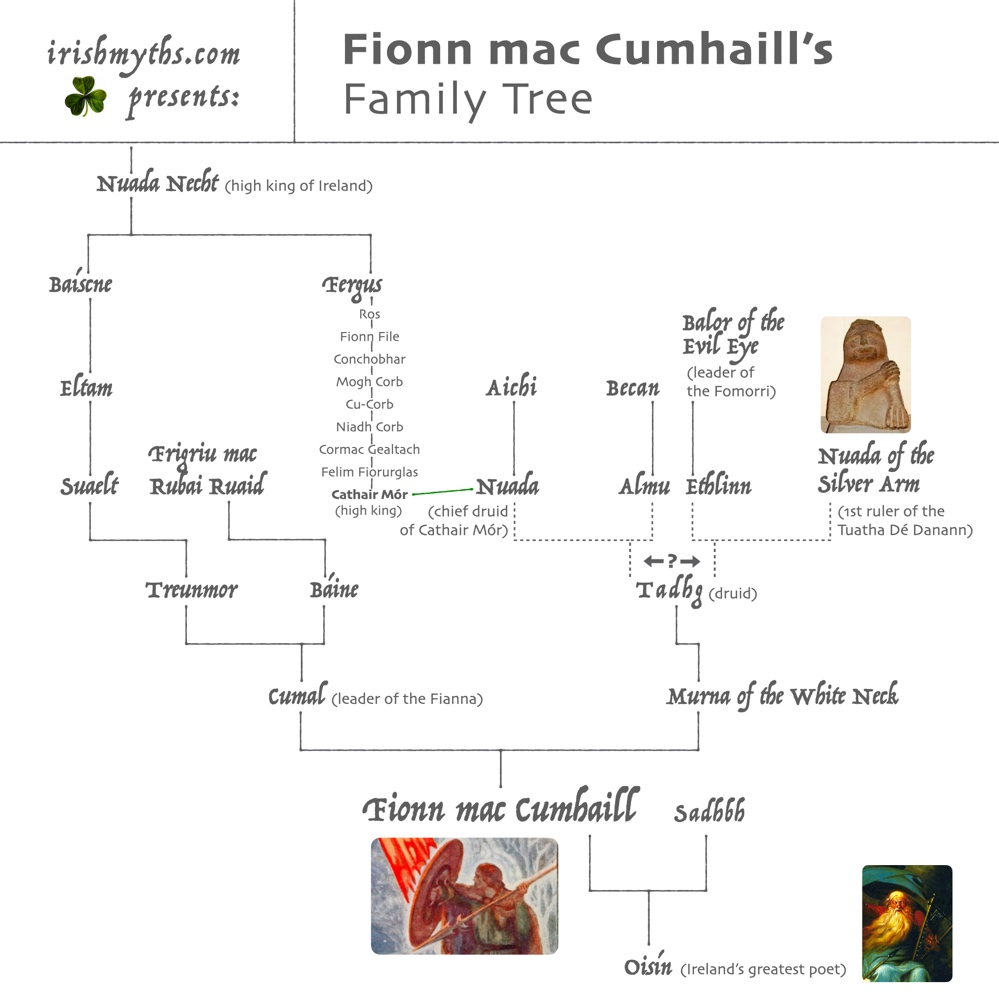 irishmyths.com
presents:
Fionn mac Cumhaill's
Family Tree
Nuada Necht (high king of Ireland)
Baíscne
Fergus
Ros
Fionn File
Conchobhar
Mogh Corb
Cu-Corb
Niadh Corb
Cormac Gealtach
Felim Fiorurglas
Cathair Mór
(high king)
Eltam
Suaelt
Frigriu mac
Rubai Ruaid
Aichi
Nuada
(chief druid
of Cathair Mór)
Becan
Almu
Balor of the
Evil Eye
(leader of
the Fomorri)
Ethlinn
Nuada of the
Silver Arm
(1st ruler of the
Tuatha Dé Danann)
?
Treunmor
Báine
Tadhg (druid)
Cumal (leader of the Fianna)
Murna of the White Neck
Fionn mac Cumhaill
Sadhbh
Oisín (Ireland's greatest poet)